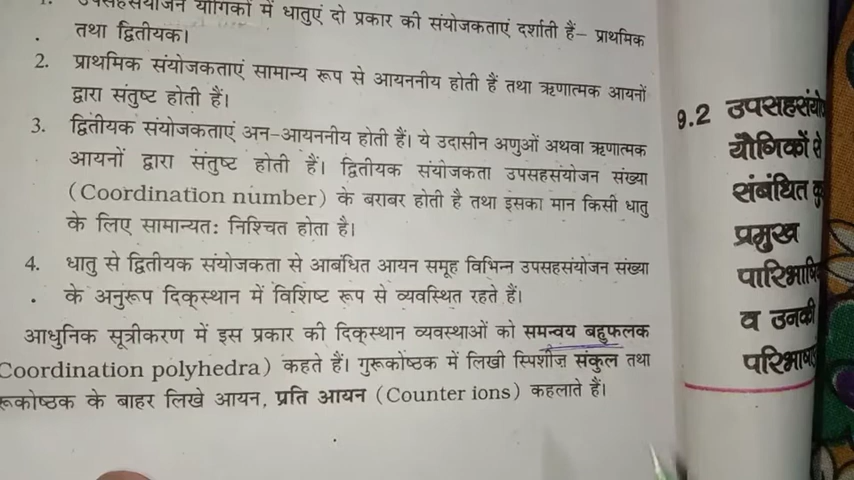 1. उपसहसंयोजन यौगिकों में धातुएं दो प्रकार की संयोजकताएं दर्शाती हैं– प्राथमिक
तथा द्वितीयक।
2. प्राथमिक संयोजकताएं सामान्य रूप से आयननीय होती हैं तथा ऋणात्मक आयनों
द्वारा संतुष्ट होती हैं।
3. द्वितीयक संयोजकताएं अन-आयननीय होती हैं। ये उदासीन अणुओं अथवा ऋणात्मक
आयनों द्वारा संतुष्ट होती हैं। द्वितीयक संयोजकता उपसहसंयोजन संख्या
(Coordination number) के बराबर होती है तथा इसका मान किसी धातु
के लिए सामान्यत: निश्चित होता है।
4. धातु से द्वितीयक संयोजकता से आबंधित आयन समूह विभिन्न उपसहसंयोजन संख्या
के अनुरूप दिक्स्थान में विशिष्ट रूप से व्यवस्थित रहते हैं।
आधुनिक सूत्रीकरण में इस प्रकार की दिक्स्थान व्यवस्थाओं को समन्वय बहुफलक
Coordination polyhedra) कहते हैं। गुरूकोष्ठक में लिखी स्पिशीज़ संकुल तथा
रूकोष्ठक के बाहर लिखे आयन, प्रति आयन (Counter ions) कहलाते हैं।
9.2 उपसहसंयो
यौगिकों से
संबंधित कु
प्रमुख
पारिभाषि
व उनकी
परिभाषाएं